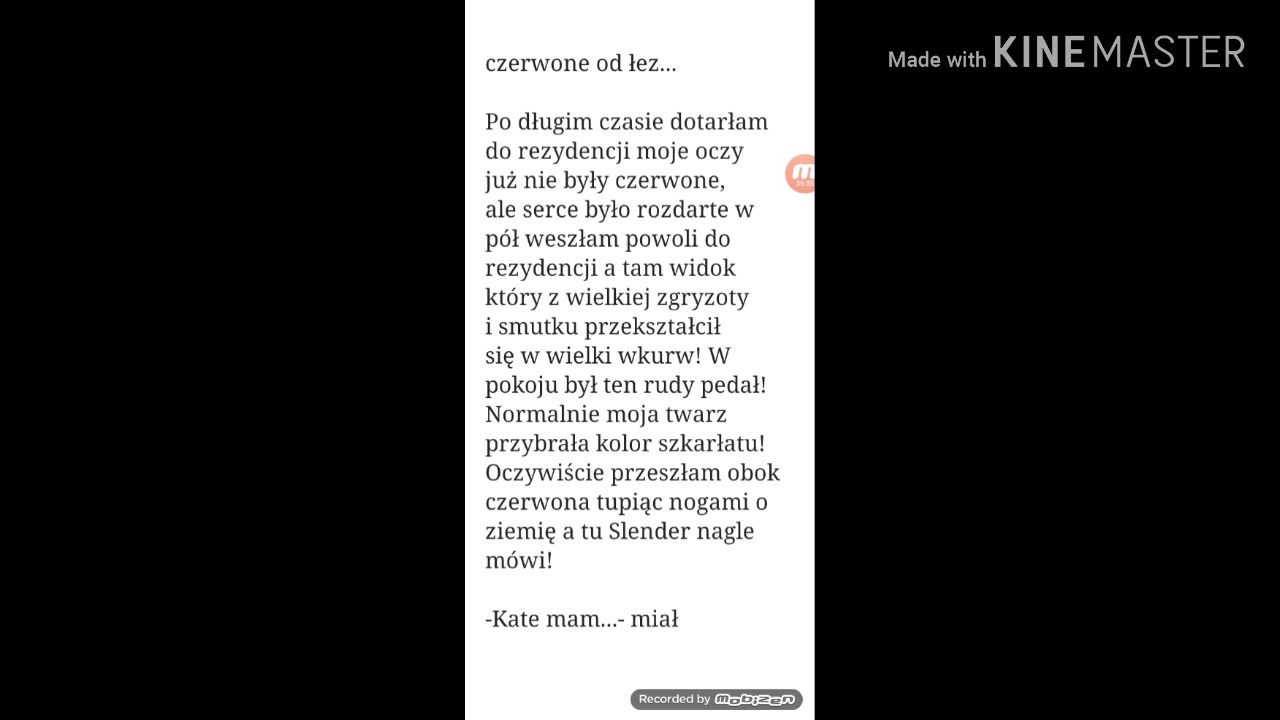 czerwone od łez...
Made with KINEMASTER
Po długim czasie dotarłam
do rezydencji moje oczy
już nie były czerwone,
ale serce było rozdarte w
pół weszłam powoli do
rezydencji a tam widok
który z wielkiej zgryzoty
i smutku przekształcił
się w wielki wkurw! W
pokoju był ten rudy pedał!
Normalnie moja twarz
przybrała kolor szkarłatu!
Oczywiście przeszłam obok
czerwona tupiąc nogami o
ziemię a tu Slender nagle
mówi!
-Kate mam...- miał
Recorded by mobizen